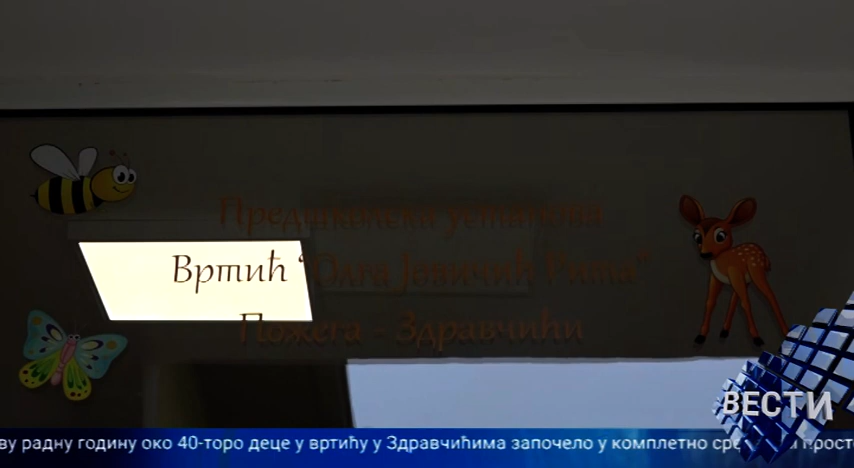 Предшколска установа
Вртић "Олга Јовичић Рита"
Пожега - Здравчићи
ВЕСТИ
ву радну годину око 40-торо деце у вртићу у Здравчићима започело у комплетно